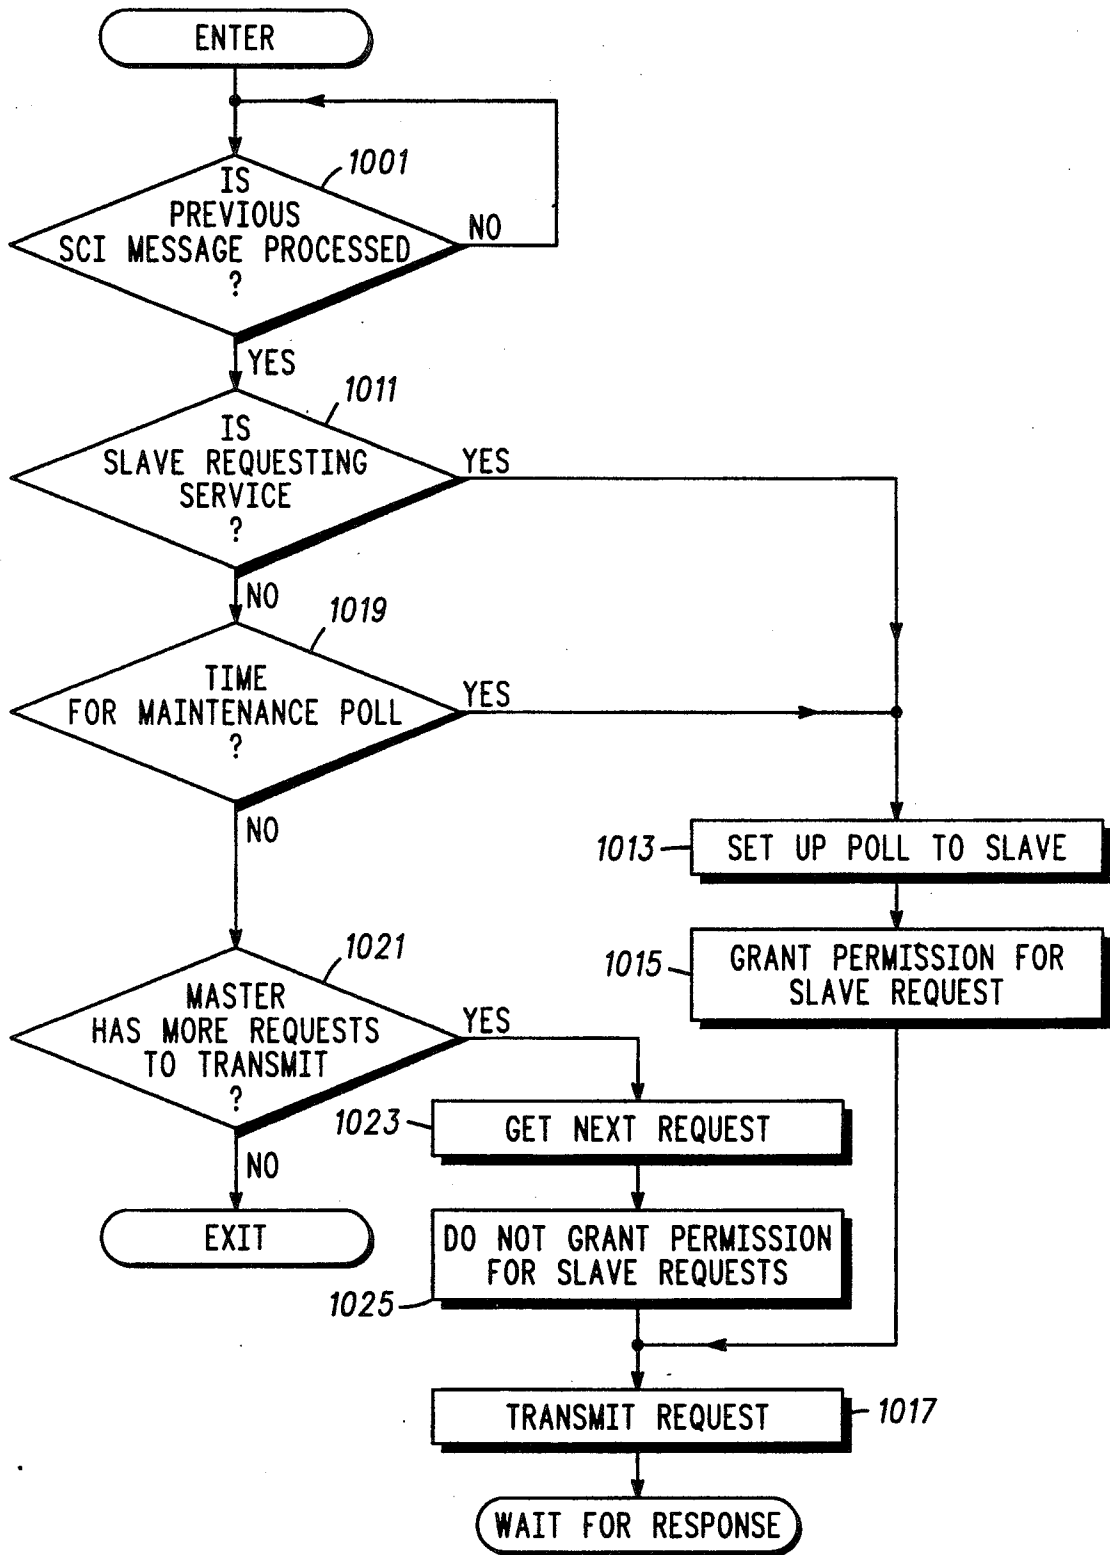 ENTER
1001
IS
PREVIOUS
SCI MESSAGE PROCESSED
?
NO
YES
1011
IS
SLAVE REQUESTING
SERVICE
?
YES
NO
1019
TIME
FOR MAINTENANCE POLL
?
YES
NO
1013
SET UP POLL TO SLAVE
1015
GRANT PERMISSION FOR
SLAVE REQUEST
1021
MASTER
HAS MORE REQUESTS
TO TRANSMIT
?
YES
NO
1023
GET NEXT REQUEST
EXIT
DO NOT GRANT PERMISSION
FOR SLAVE REQUESTS
1025
TRANSMIT REQUEST
1017
WAIT FOR RESPONSE